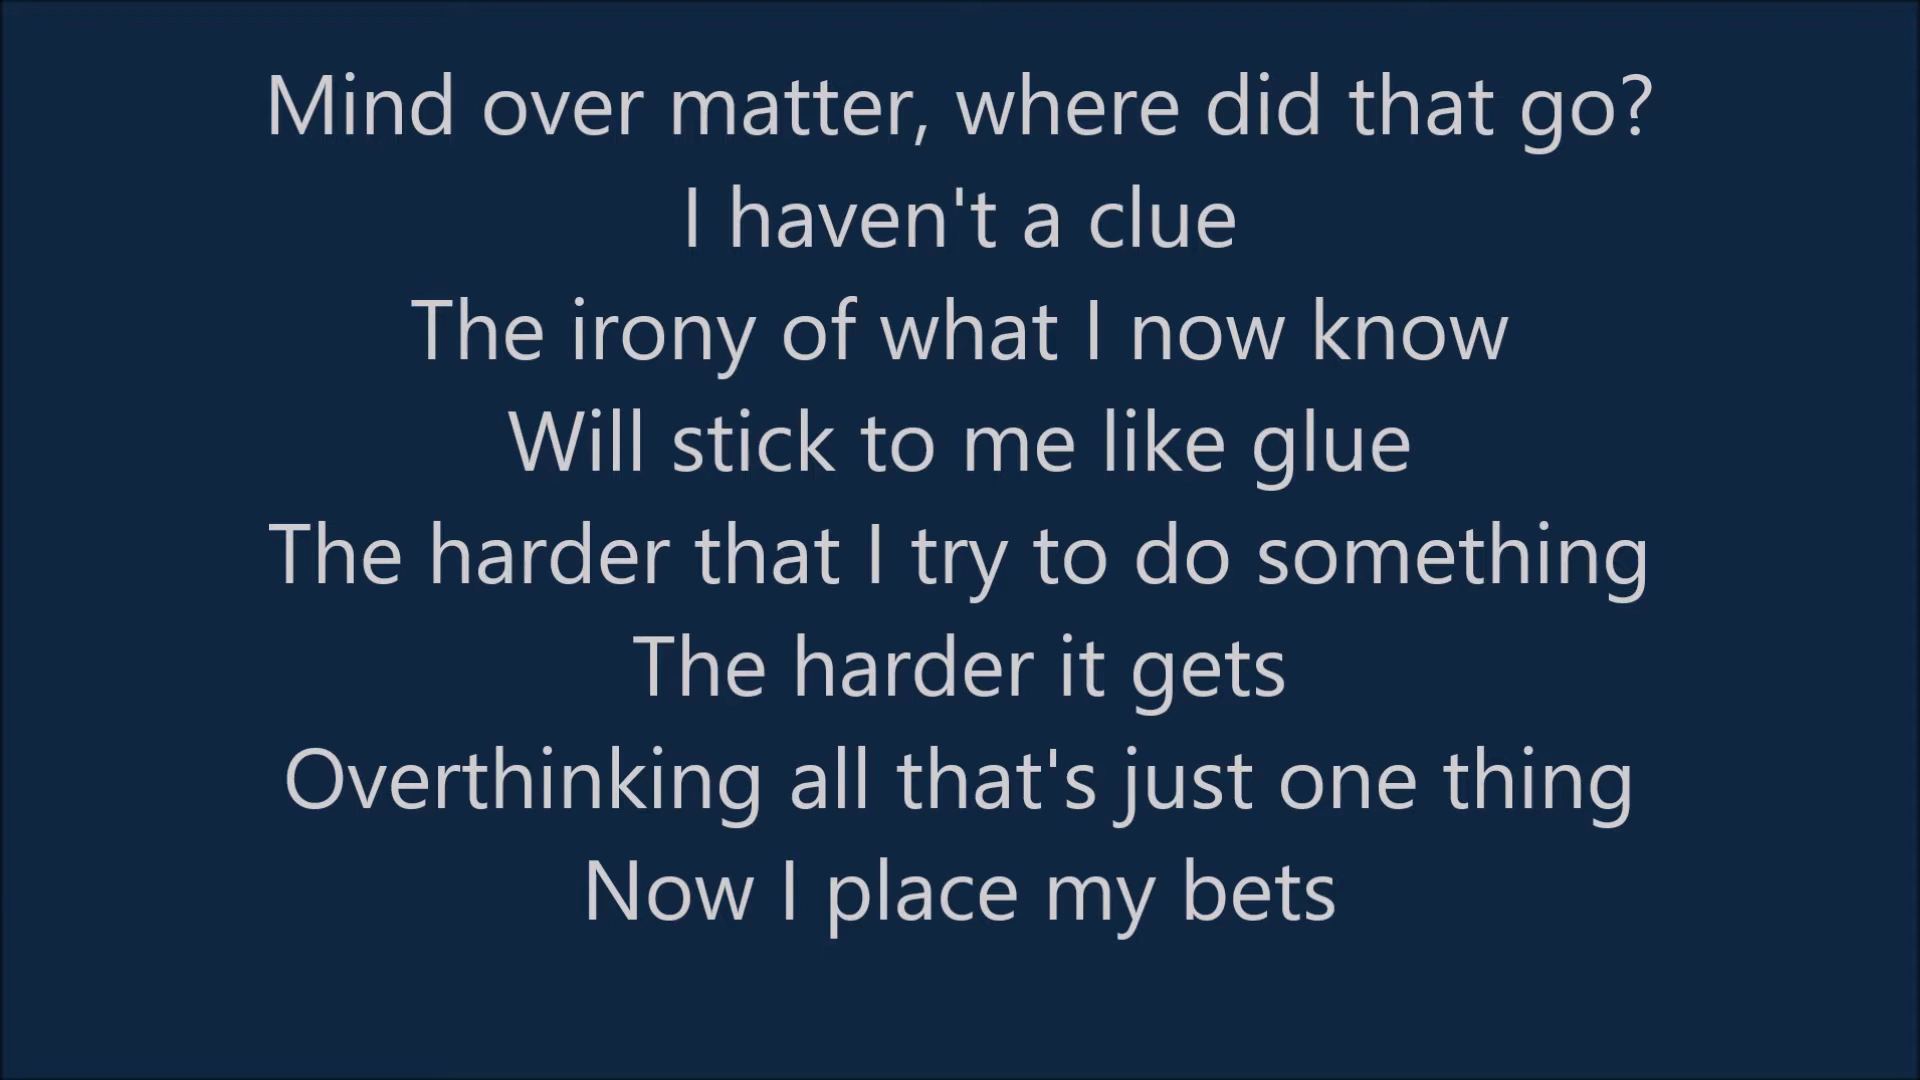 Mind over matter, where did that go?
I haven't a clue
The irony of what I now know
Will stick to me like glue
The harder that I try to do something
The harder it gets
Overthinking all that's just one thing
Now I place my bets